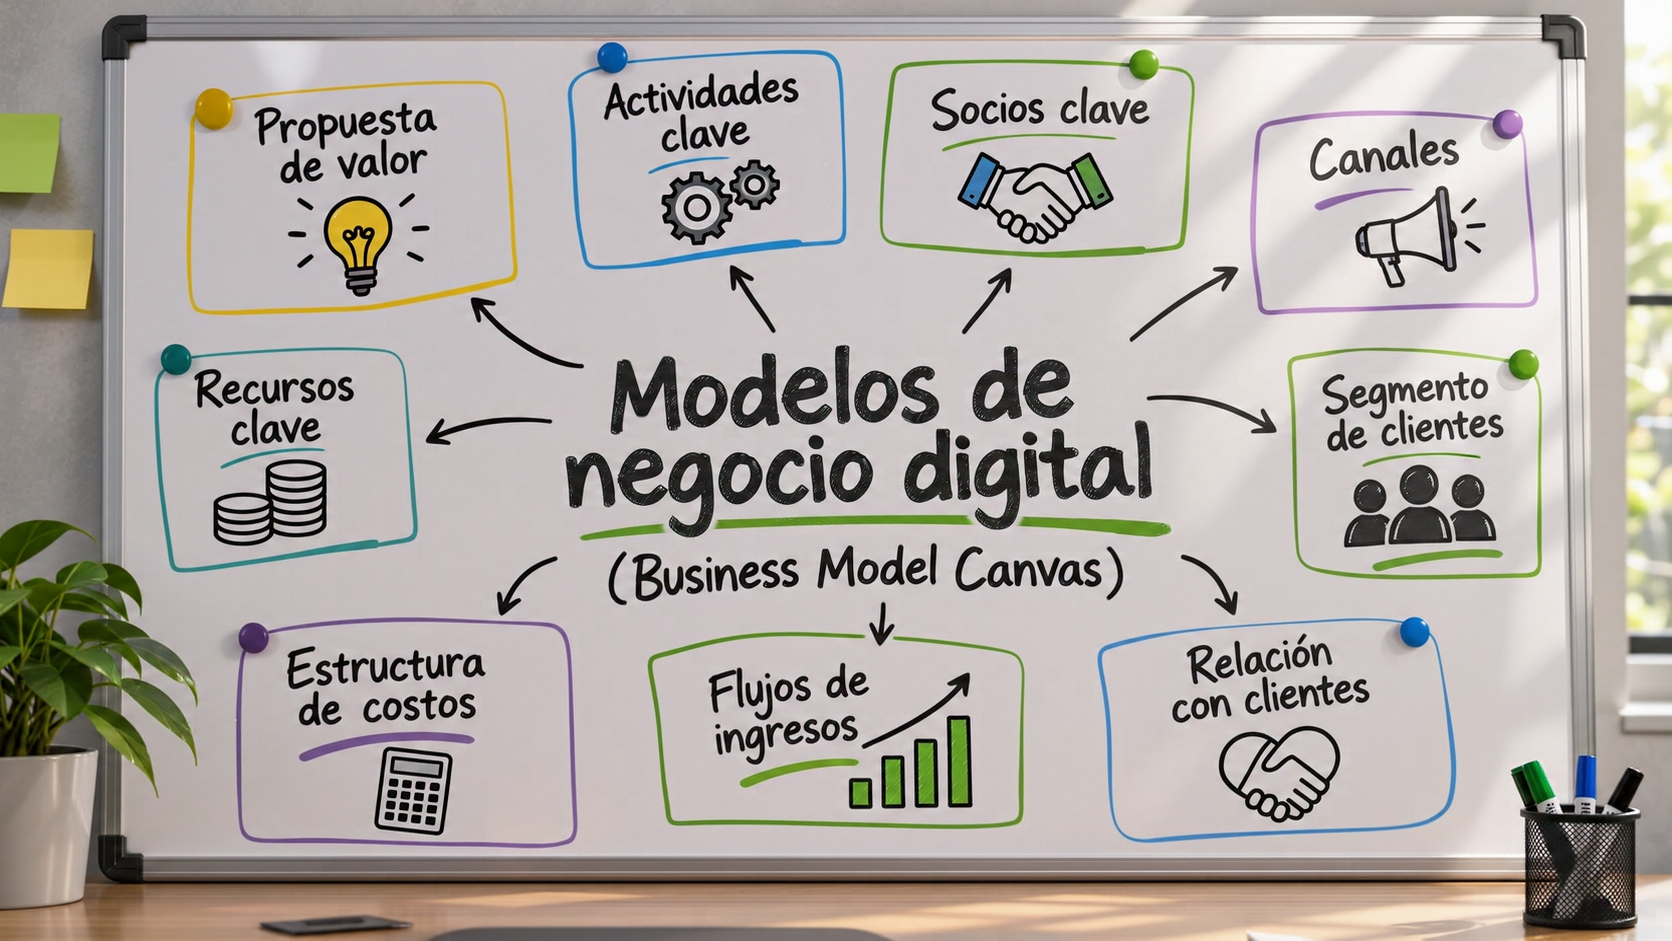 Propuesta
de valor
Actividades
clave
Socios clave
Canales
Recursos
clave
Modelos de
negocio digital
(Business Model Canvas)
Segmento
de clientes
Estructura
de costos
Flujos de
ingresos
Relación
con clientes